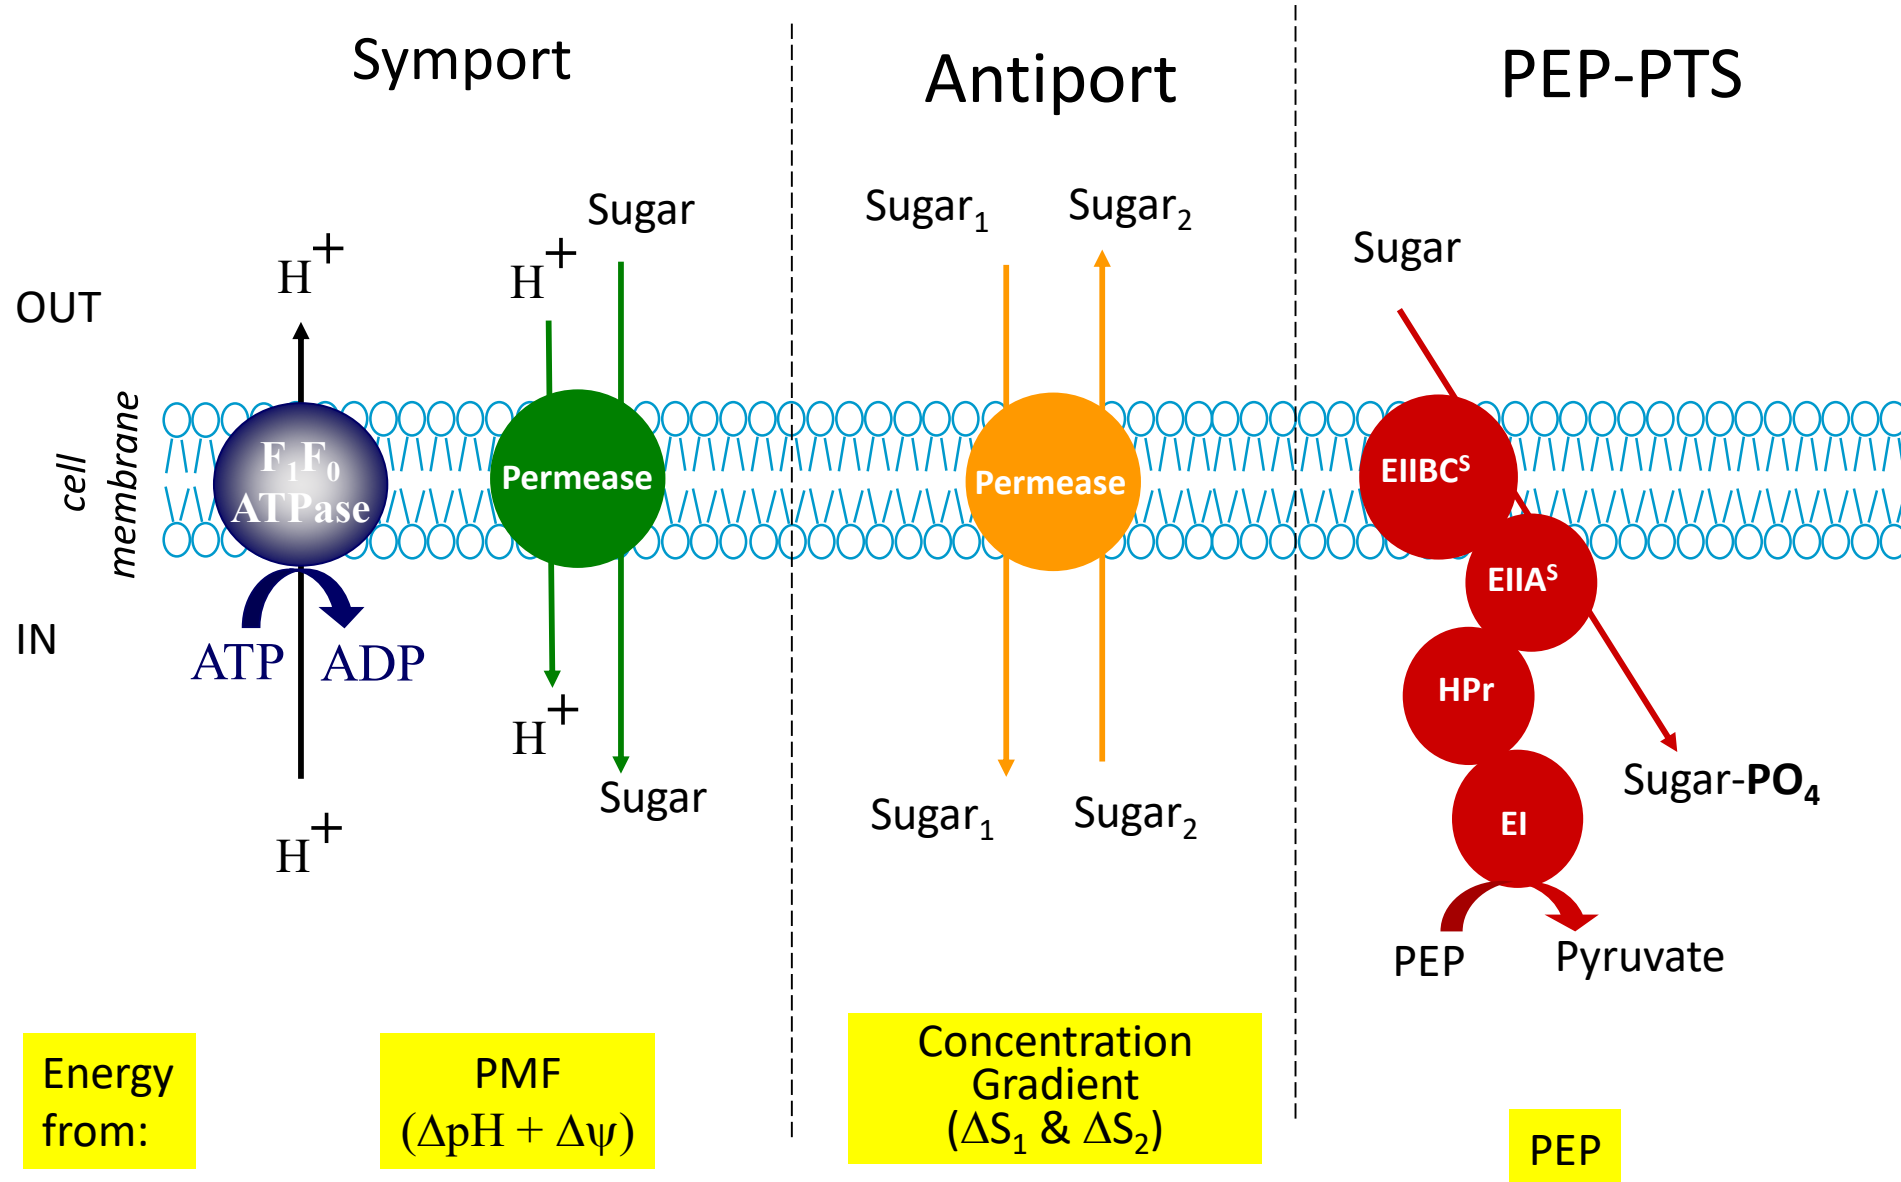 Symport
Antiport
PEP-PTS
OUT
cell
membrane
IN
H+
H+
Sugar
F1F0
ATPase
Permease
ATP
ADP
H+
H+
Sugar
Sugar1
Sugar2
Permease
Sugar1
Sugar2
Sugar
EIIBCS
EIIAS
HPr
EI
Sugar-PO4
PEP
Pyruvate
Energy
from:
PMF
(ΔpH + Δψ)
Concentration
Gradient
(ΔS1 & ΔS2)
PEP